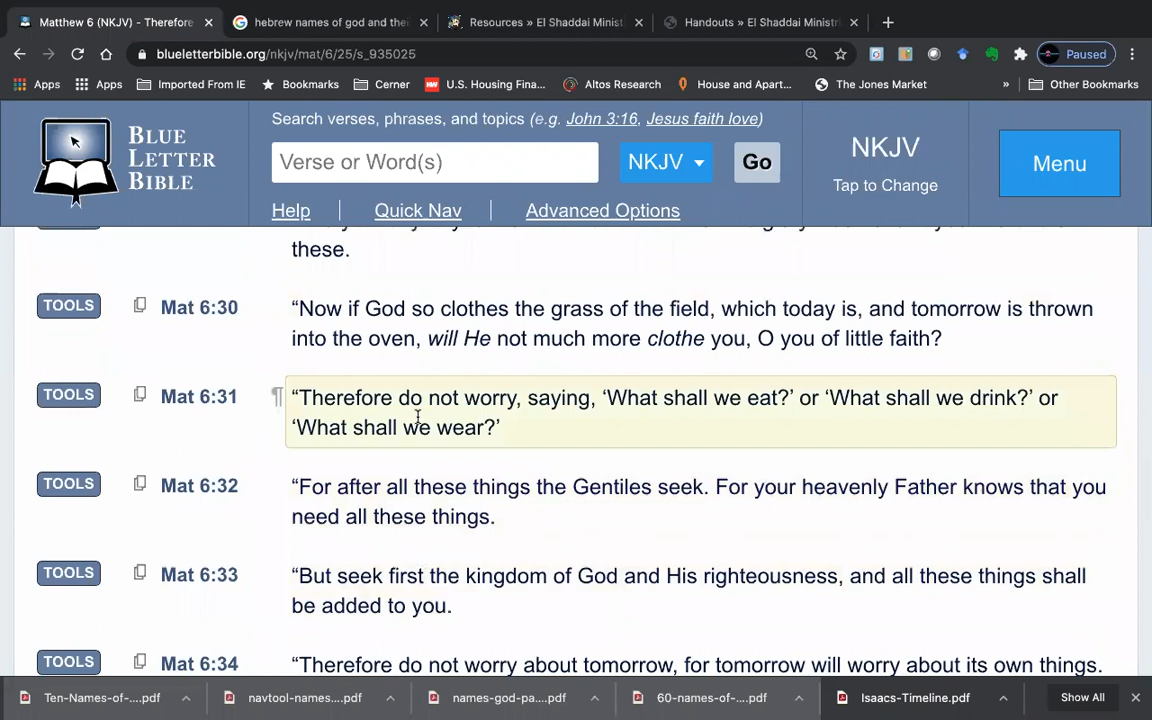 Matthew 6 (NKJV) - Therefore
hebrew names of god and thei
Resources » El Shaddai Minist
Handouts » El Shaddai Ministri
blueletterbible.org/nkjv/mat/6/25/s_935025
Paused
Apps
Apps
Imported From IE
Bookmarks
Cerner
U.S. Housing Fina...
Altos Research
House and Apart...
The Jones Market
»
Other Bookmarks
BLUE
LETTER
BIBLE
Search verses, phrases, and topics (e.g. John 3:16, Jesus faith love)
Verse or Word(s)
NKJV
Go
NKJV
Tap to Change
Menu
Help
Quick Nav
Advanced Options
these.
TOOLS Mat 6:30 “Now if God so clothes the grass of the field, which today is, and tomorrow is thrown
into the oven, will He not much more clothe you, O you of little faith?
TOOLS Mat 6:31 ¶ “Therefore do not worry, saying, ‘What shall we eat?’ or ‘What shall we drink?’ or
‘What shall we wear?’
TOOLS Mat 6:32 “For after all these things the Gentiles seek. For your heavenly Father knows that you
need all these things.
TOOLS Mat 6:33 “But seek first the kingdom of God and His righteousness, and all these things shall
be added to you.
TOOLS Mat 6:34 “Therefore do not worry about tomorrow, for tomorrow will worry about its own things.
Ten-Names-of-....pdf
navtool-names....pdf
names-god-pa....pdf
60-names-of-....pdf
Isaacs-Timeline.pdf
Show All